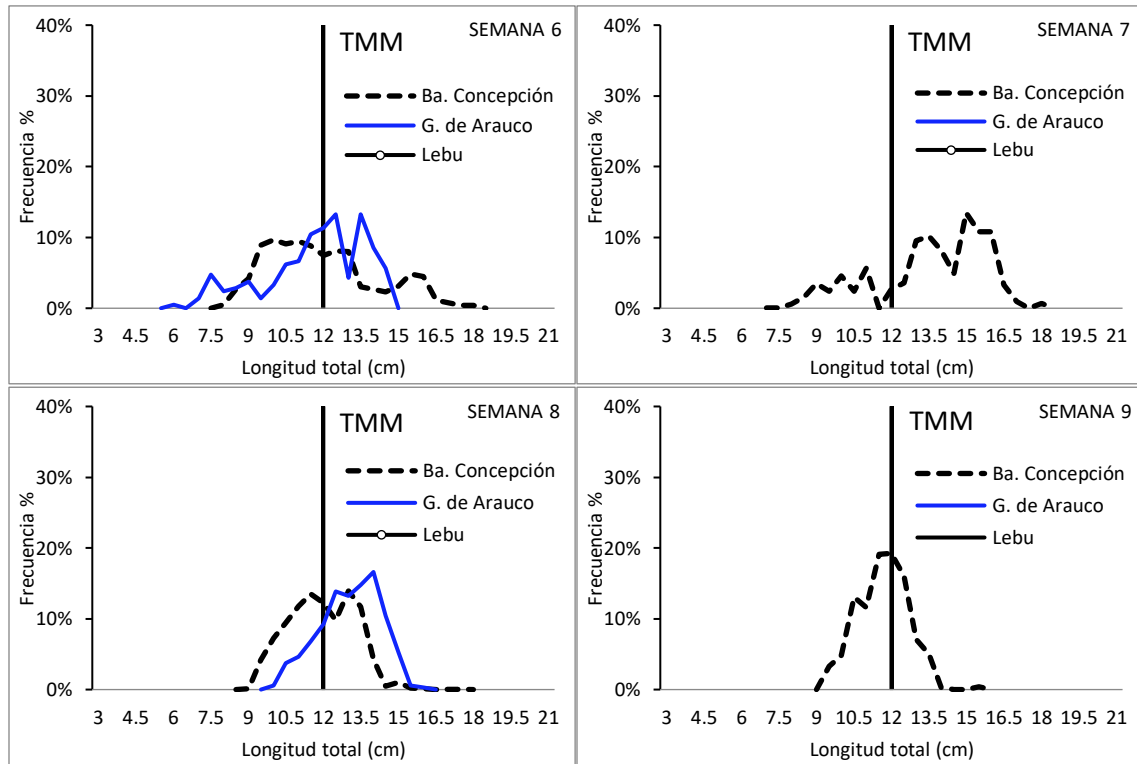 SEMANA 6
TMM
Ba. Concepción
G. de Arauco
Lebu
Frecuencia %
40%
30%
20%
10%
0%
3 4.5 6 7.5 9 10.5 12 13.5 15 16.5 18 19.5 21
Longitud total (cm)
SEMANA 7
TMM
Ba. Concepción
G. de Arauco
Lebu
Frecuencia %
40%
30%
20%
10%
0%
3 4.5 6 7.5 9 10.5 12 13.5 15 16.5 18 19.5 21
Longitud total (cm)
SEMANA 8
TMM
Ba. Concepción
G. de Arauco
Lebu
Frecuencia %
40%
30%
20%
10%
0%
3 4.5 6 7.5 9 10.5 12 13.5 15 16.5 18 19.5 21
Longitud total (cm)
SEMANA 9
TMM
Ba. Concepción
G. de Arauco
Lebu
Frecuencia %
40%
30%
20%
10%
0%
3 4.5 6 7.5 9 10.5 12 13.5 15 16.5 18 19.5 21
Longitud total (cm)